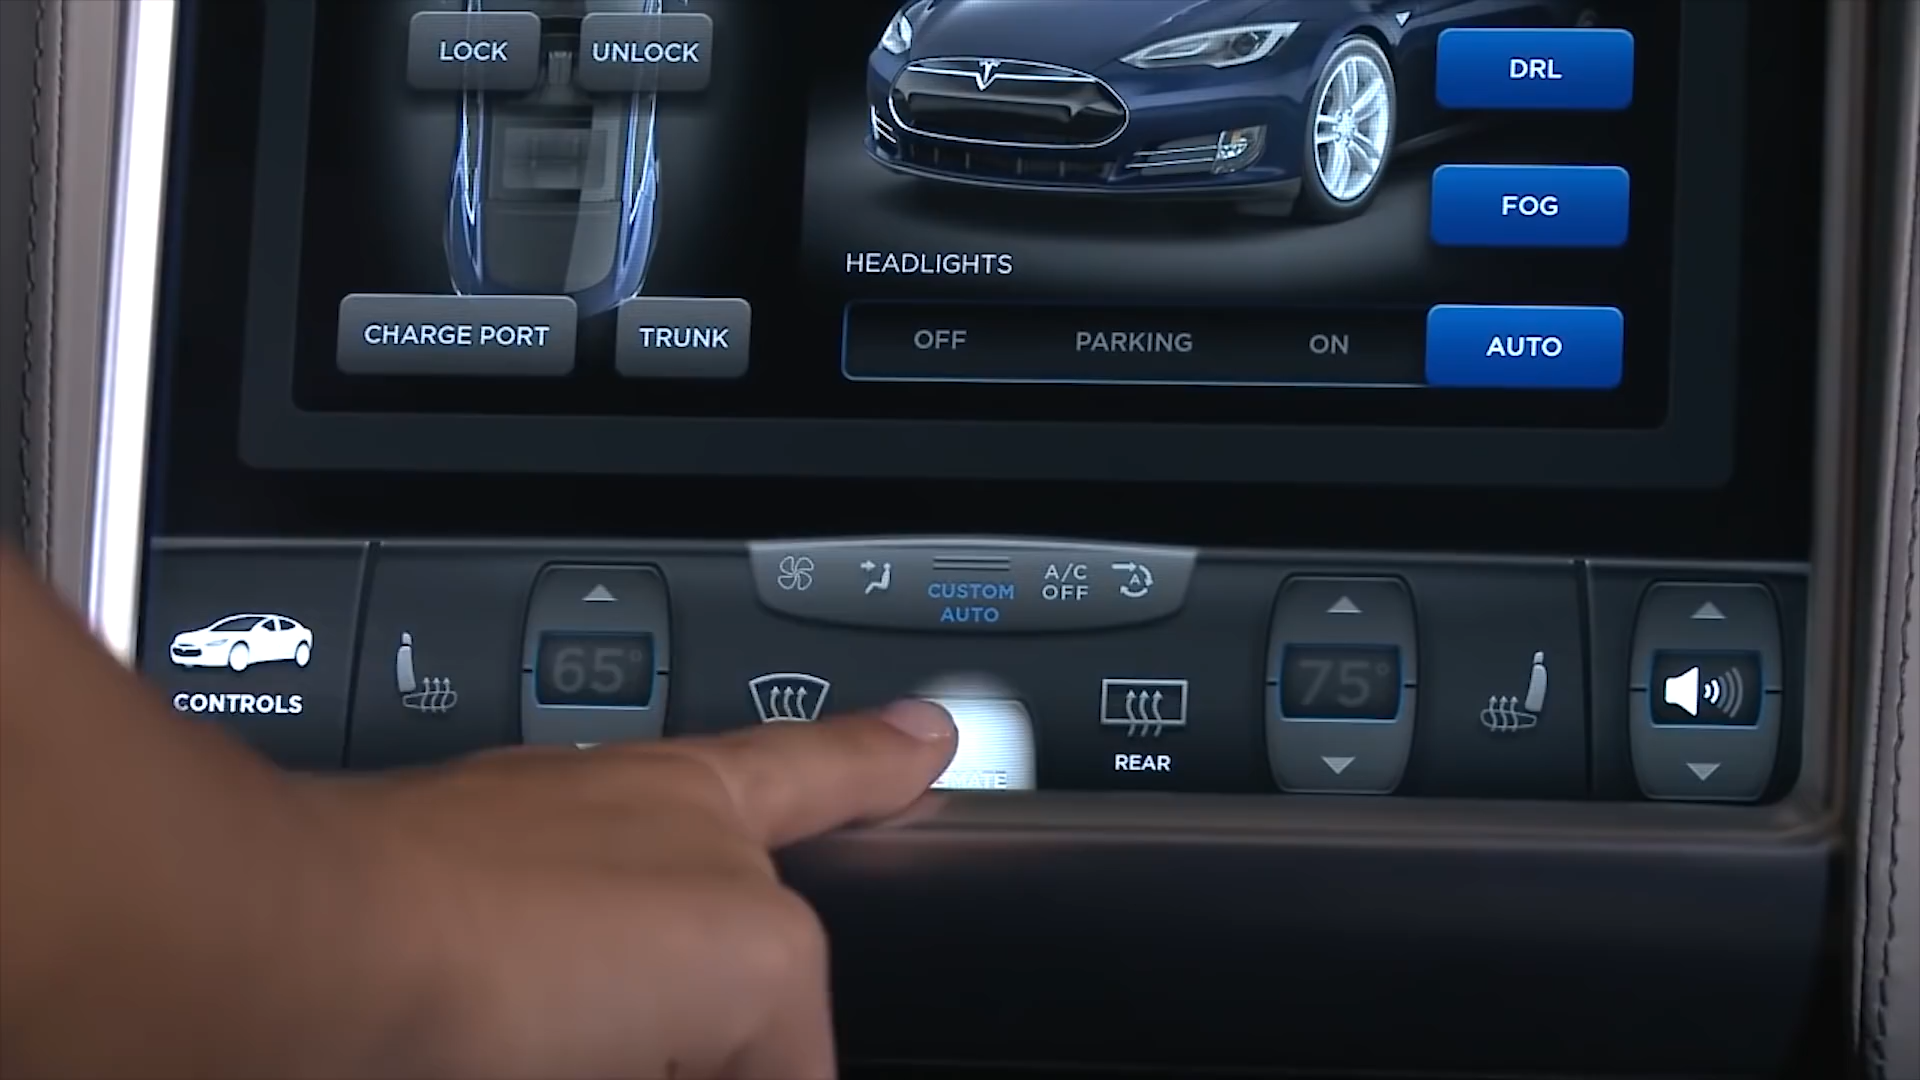 LOCK
UNLOCK
DRL
FOG
HEADLIGHTS
CHARGE PORT
TRUNK
OFF
PARKING
ON
AUTO
CUSTOM
AUTO
A/C
OFF
A
65°
75°
CONTROLS
REAR